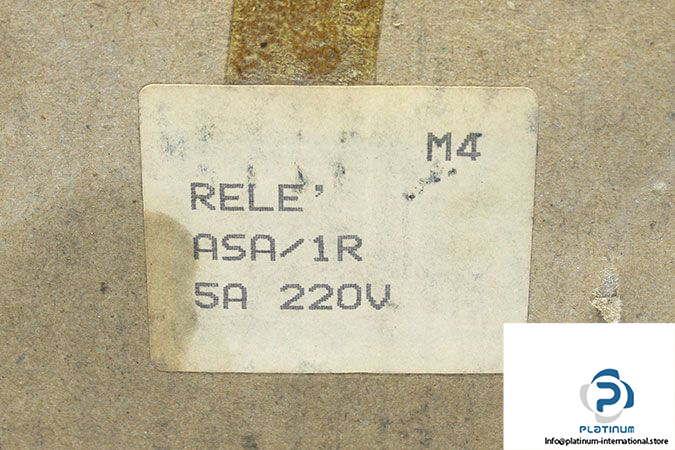 M4
RELE'
ASA/1R
5A 220V
PLATINUM
Info@platinum-international.store